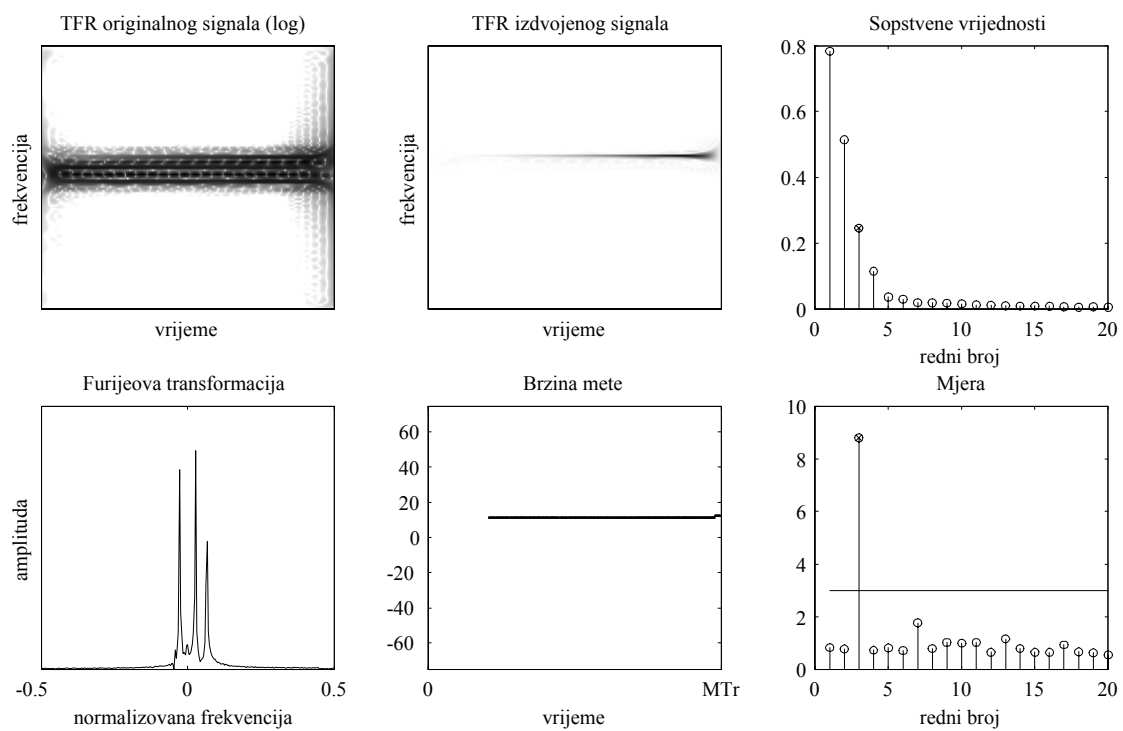 TFR originalnog signala (log)
frekvencija
vrijeme
TFR izdvojenog signala
frekvencija
vrijeme
Sopstvene vrijednosti
0.8
0.6
0.4
0.2
0
0 5 10 15 20
redni broj
Furijeova transformacija
amplituda
-0.5 0 0.5
normalizovana frekvencija
Brzina mete
60
40
20
0
-20
-40
-60
0 MTr
vrijeme
Mjera
10
8
6
4
2
0
0 5 10 15 20
redni broj